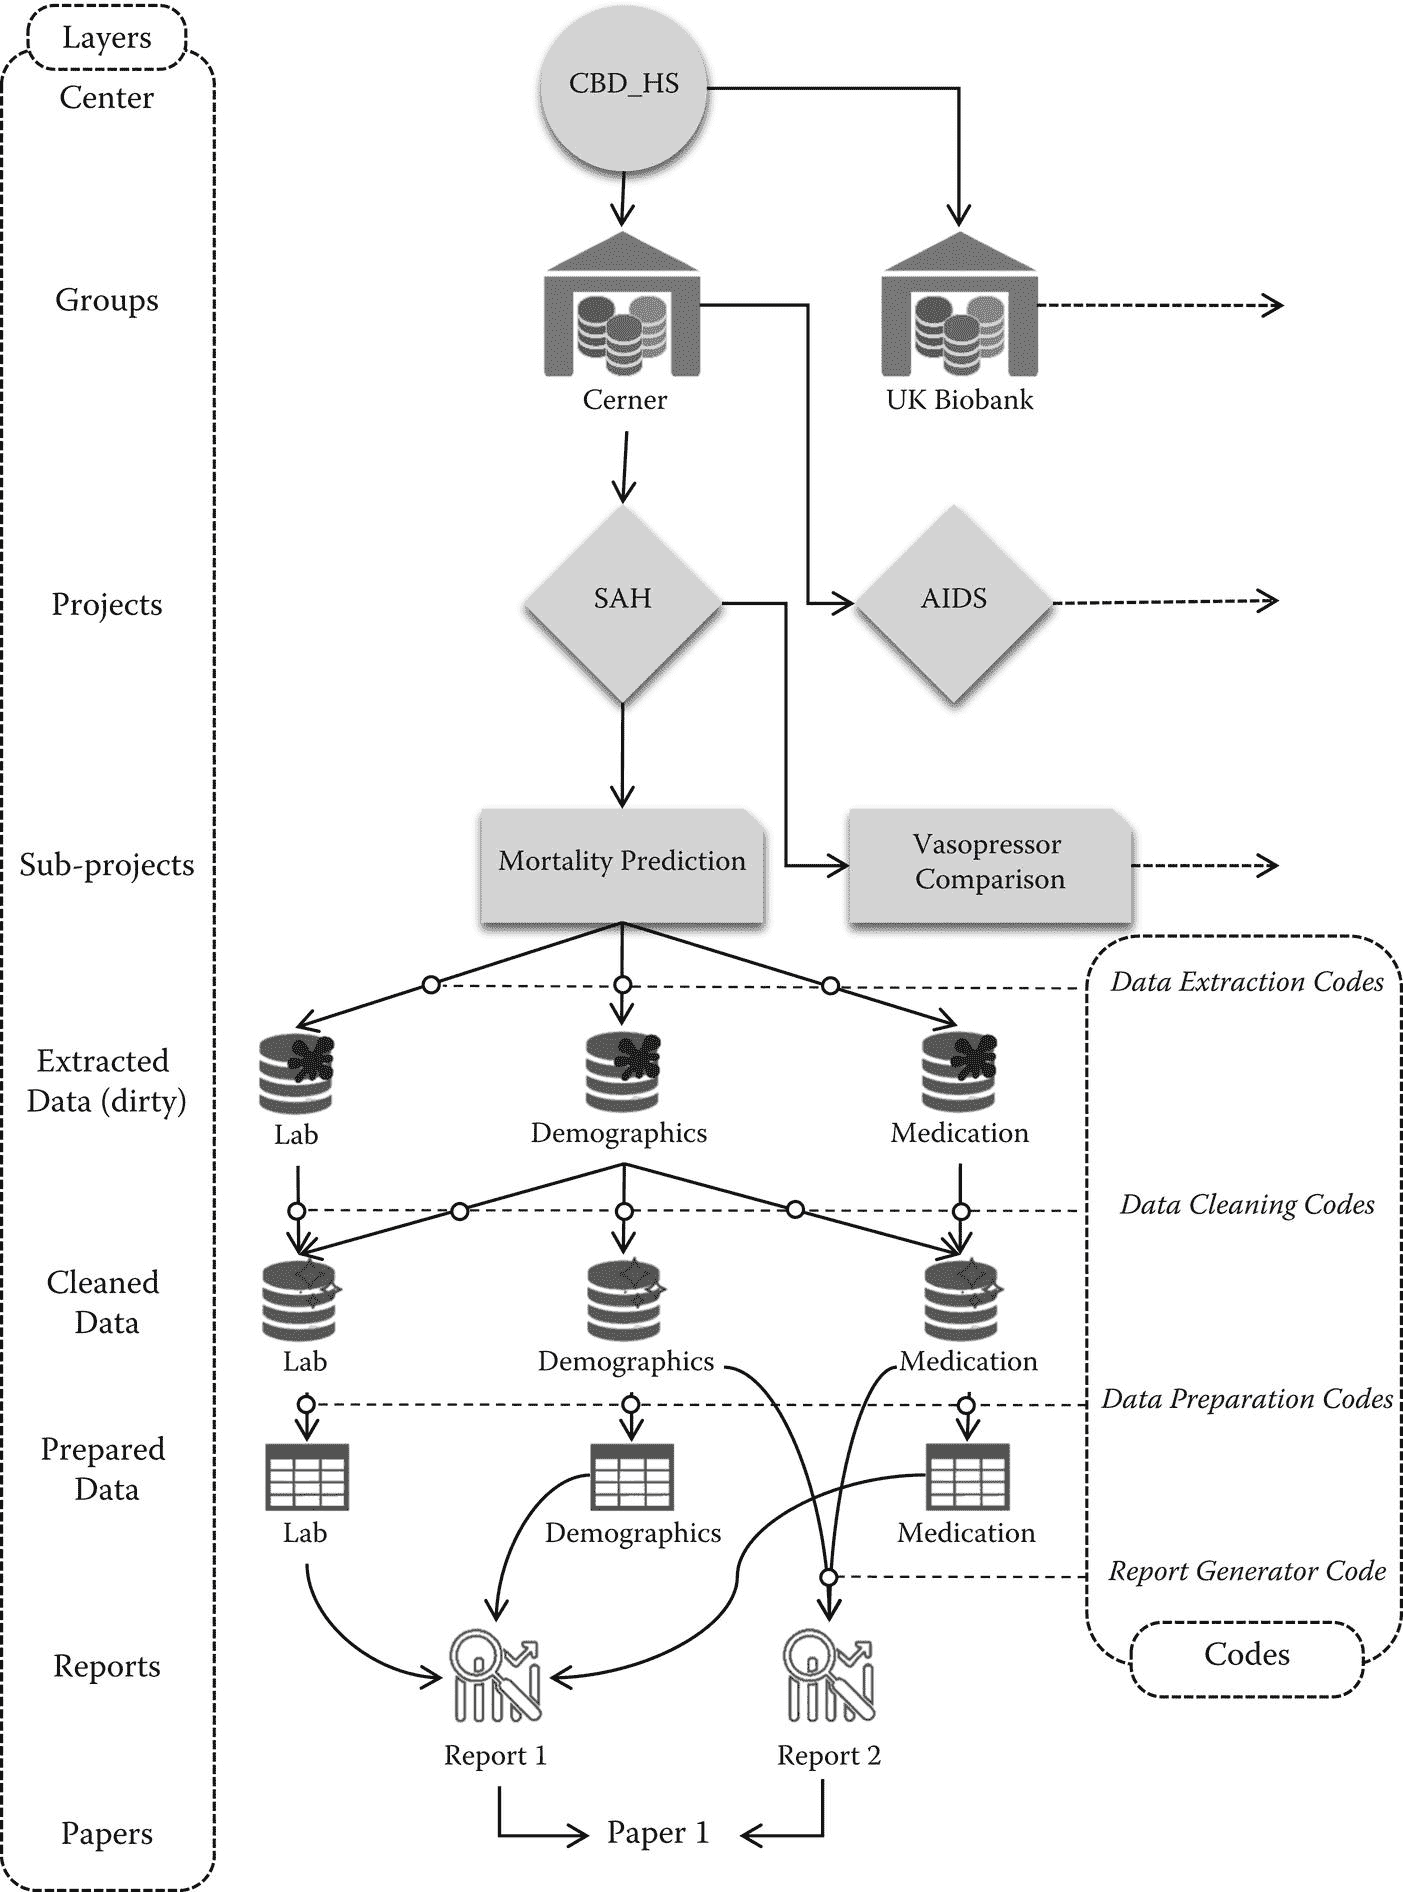 Layers
Center
CBD_HS
Groups
Cerner
UK Biobank
Projects
SAH
AIDS
Sub-projects
Mortality Prediction
Vasopressor
Comparison
Data Extraction Codes
Extracted
Data (dirty)
Lab
Demographics
Medication
Data Cleaning Codes
Cleaned
Data
Lab
Demographics
Medication
Data Preparation Codes
Prepared
Data
Lab
Demographics
Medication
Report Generator Code
Reports
Codes
Report 1
Report 2
Papers
Paper 1